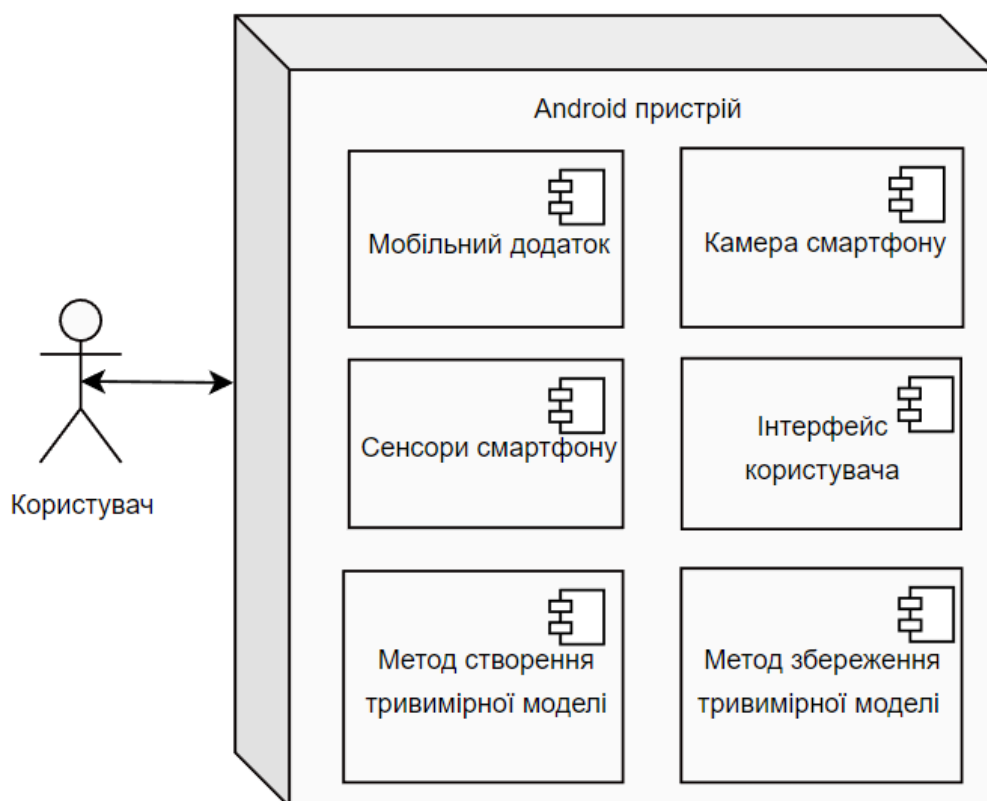 Android пристрій
Мобільний додаток
Камера смартфону
Сенсори смартфону
Інтерфейс
користувача
Користувач
Метод створення
тривимірної моделі
Метод збереження
тривимірної моделі